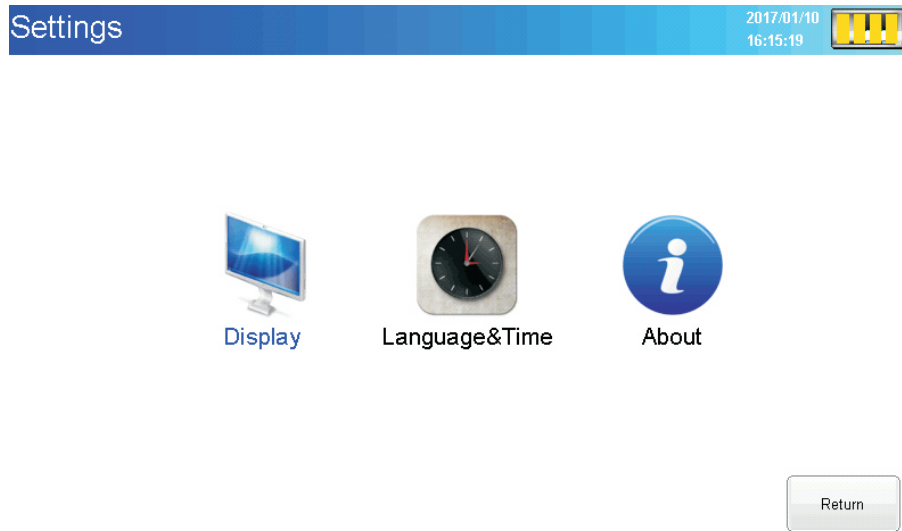 Settings
2017/01/10
16:15:19
Display
Language&Time
About
Return